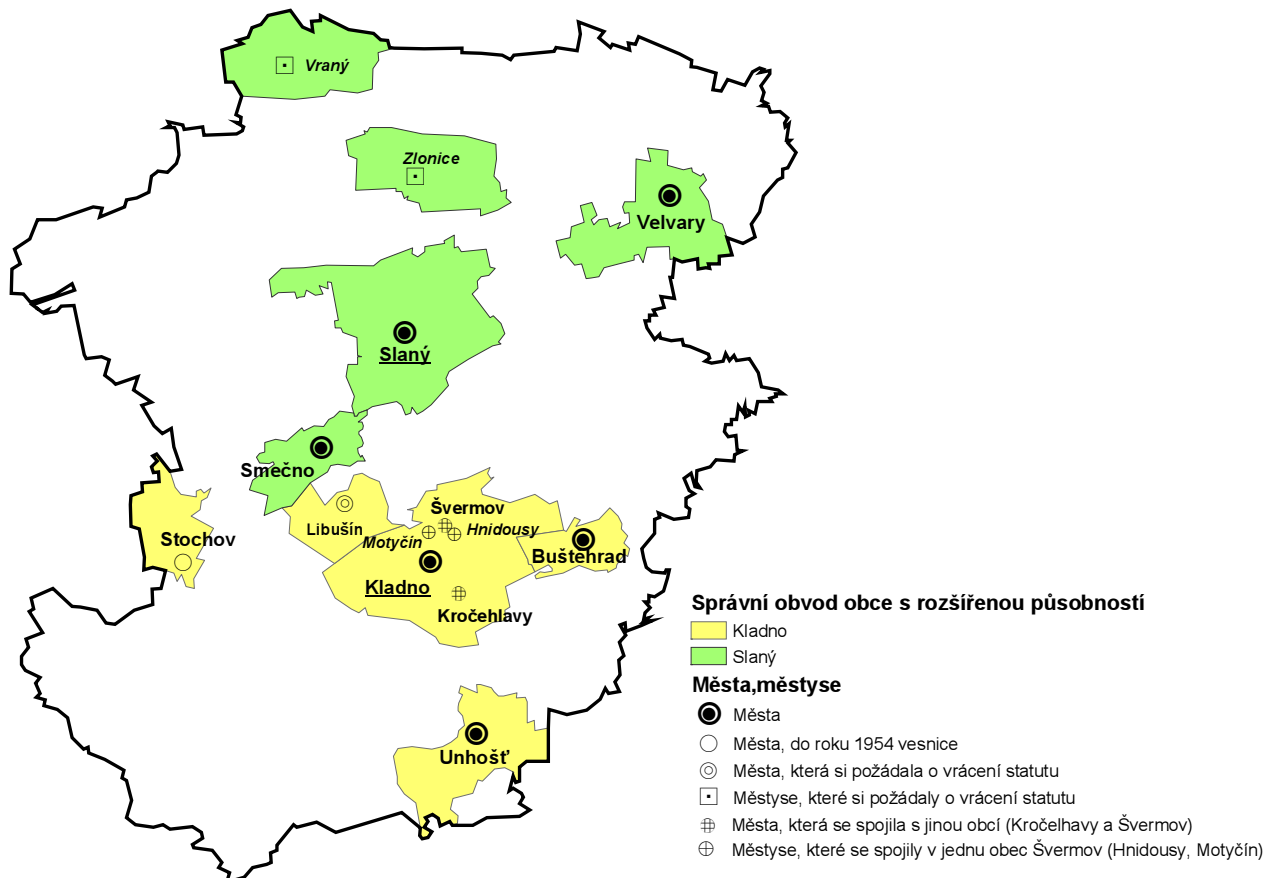 Vraný
Zlonice
Velvary
Slaný
Smečno
Švermov
Libušín
Hnidousy
Motyčín
Stochov
Buštěhrad
Kladno
Kročehlavy
Unhošť
Správní obvod obce s rozšířenou působností
Kladno
Slaný
Města,městyse
Města
Města, do roku 1954 vesnice
Města, která si požádala o vrácení statutu
Městyse, které si požádaly o vrácení statutu
Města, která se spojila s jinou obcí (Kročelhavy a Švermov)
Městyse, které se spojily v jednu obec Švermov (Hnidousy, Motyčín)